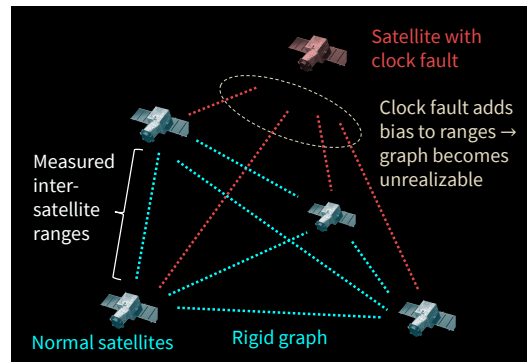 Satellite with
clock fault
Clock fault adds
bias to ranges →
graph becomes
unrealizable
Measured
inter-
satellite
ranges
Normal satellites
Rigid graph